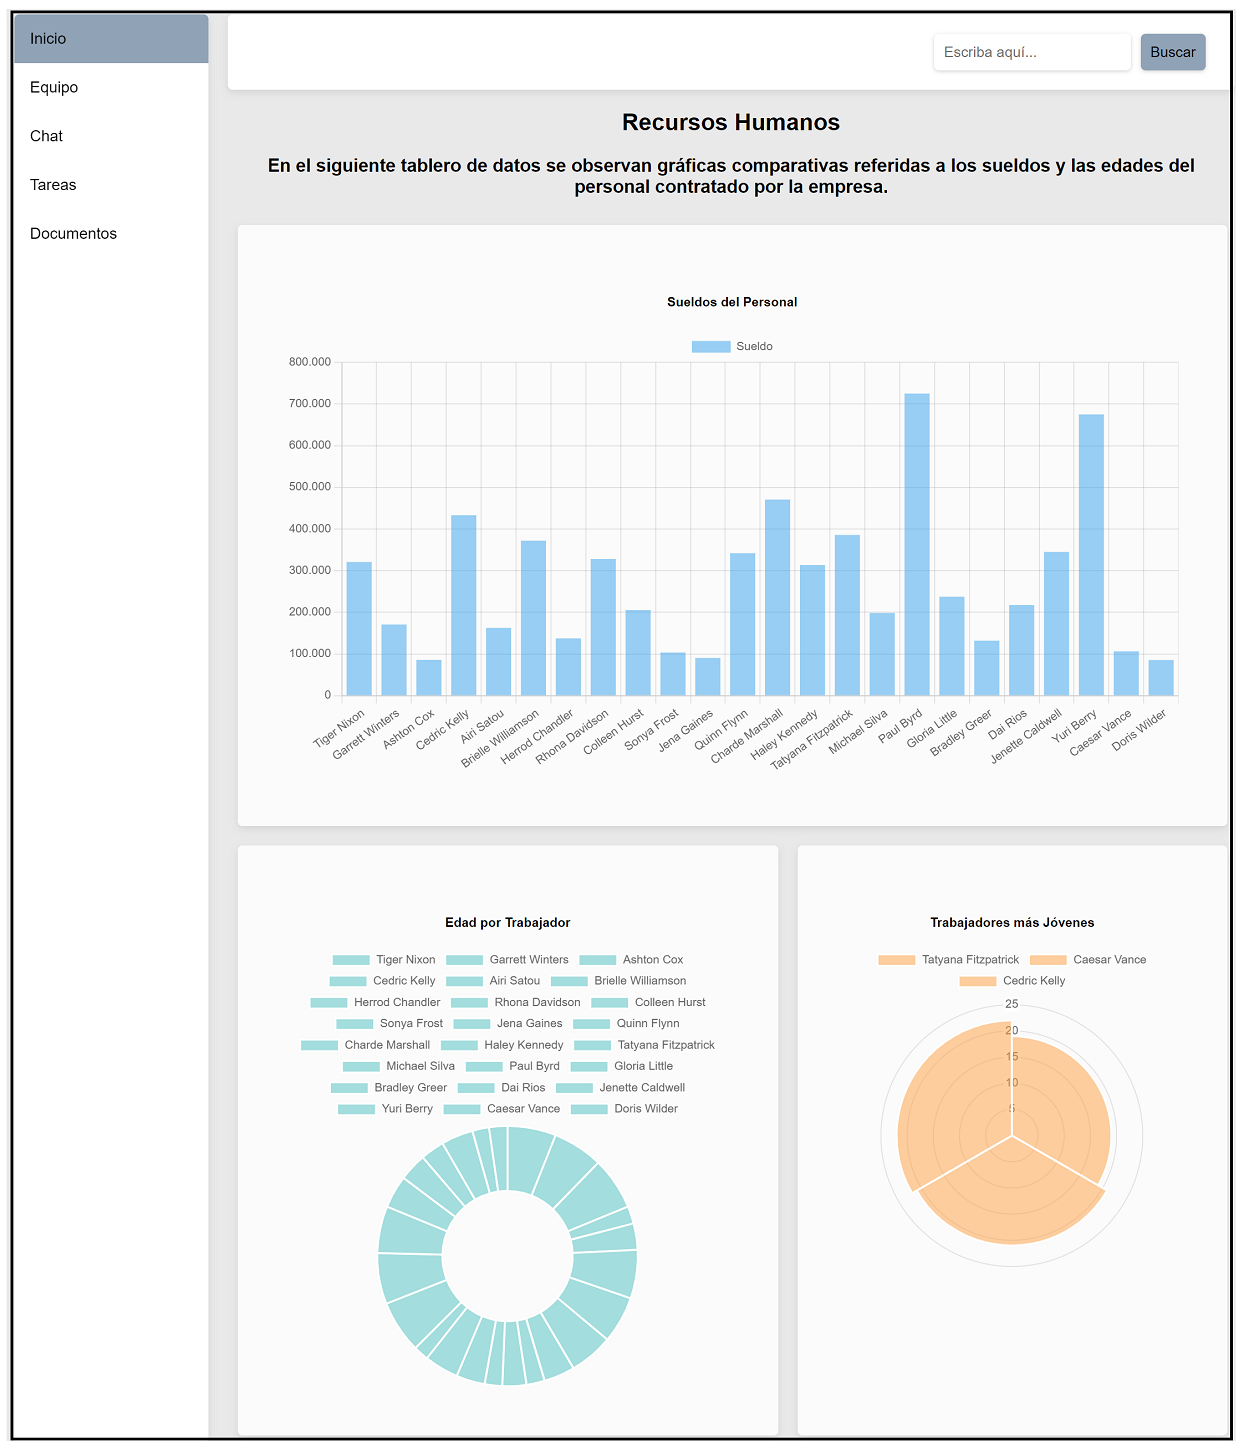 Inicio
Equipo
Chat
Tareas
Documentos
Escriba aquí...
Buscar
Recursos Humanos
En el siguiente tablero de datos se observan gráficas comparativas referidas a los sueldos y las edades del
personal contratado por la empresa.
Sueldos del Personal
Sueldo
800.000
700.000
600.000
500.000
400.000
300.000
200.000
100.000
0
Tiger Nixon
Garrett Winters
Ashton Cox
Cedric Kelly
Airi Satou
Brielle Williamson
Herrod Chandler
Rhona Davidson
Colleen Hurst
Sonya Frost
Jena Gaines
Quinn Flynn
Charde Marshall
Haley Kennedy
Tatyana Fitzpatrick
Michael Silva
Paul Byrd
Gloria Little
Bradley Greer
Dai Rios
Jenette Caldwell
Yuri Berry
Caesar Vance
Doris Wilder
Edad por Trabajador
Tiger Nixon Garrett Winters Ashton Cox
Cedric Kelly Airi Satou Brielle Williamson
Herrod Chandler Rhona Davidson Colleen Hurst
Sonya Frost Jena Gaines Quinn Flynn
Charde Marshall Haley Kennedy Tatyana Fitzpatrick
Michael Silva Paul Byrd Gloria Little
Bradley Greer Dai Rios Jenette Caldwell
Yuri Berry Caesar Vance Doris Wilder
Trabajadores más Jóvenes
Tatyana Fitzpatrick Caesar Vance
Cedric Kelly
25
20
15
10
5